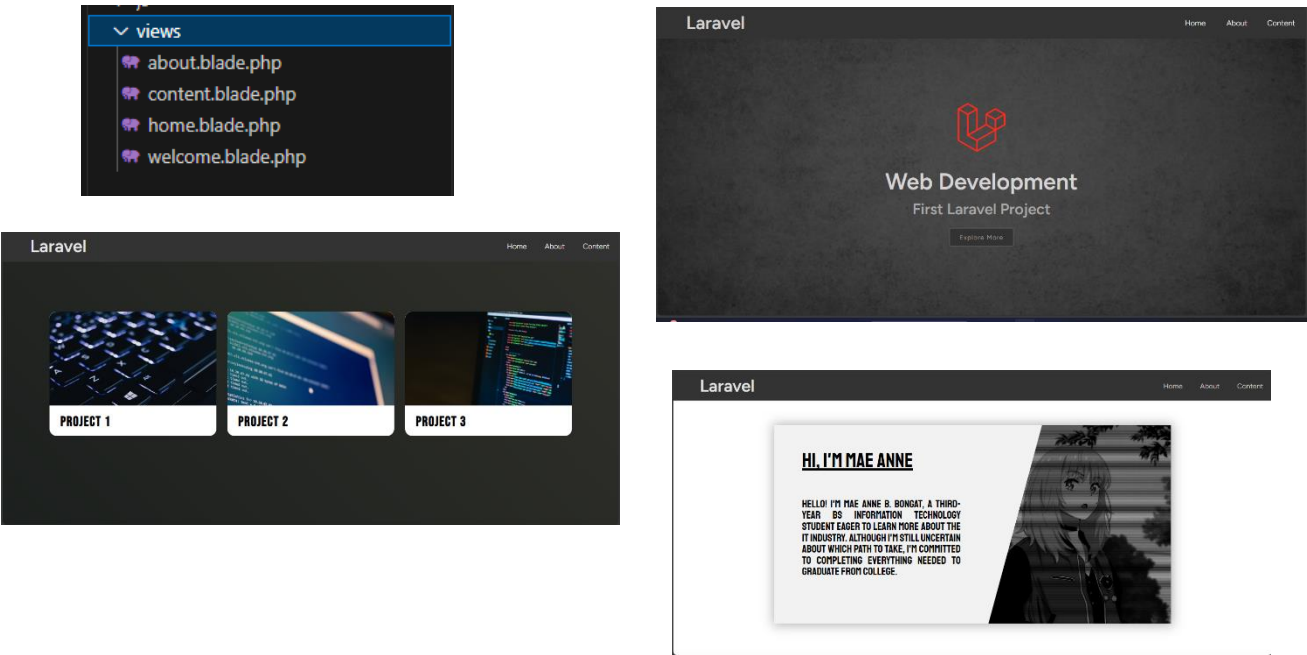 views
about.blade.php
content.blade.php
home.blade.php
welcome.blade.php
Laravel
Home About Content
Web Development
First Laravel Project
Explore More
Laravel
Home About Content
PROJECT 1
PROJECT 2
PROJECT 3
Laravel
Home About Content
HI, I'M MAE ANNE
HELLO! I'M MAE ANNE B. BONGAT, A THIRD-
YEAR BS INFORMATION TECHNOLOGY
STUDENT EAGER TO LEARN MORE ABOUT THE
IT INDUSTRY. ALTHOUGH I'M STILL UNCERTAIN
ABOUT WHICH PATH TO TAKE, I'M COMMITTED
TO COMPLETING EVERYTHING NEEDED TO
GRADUATE FROM COLLEGE.